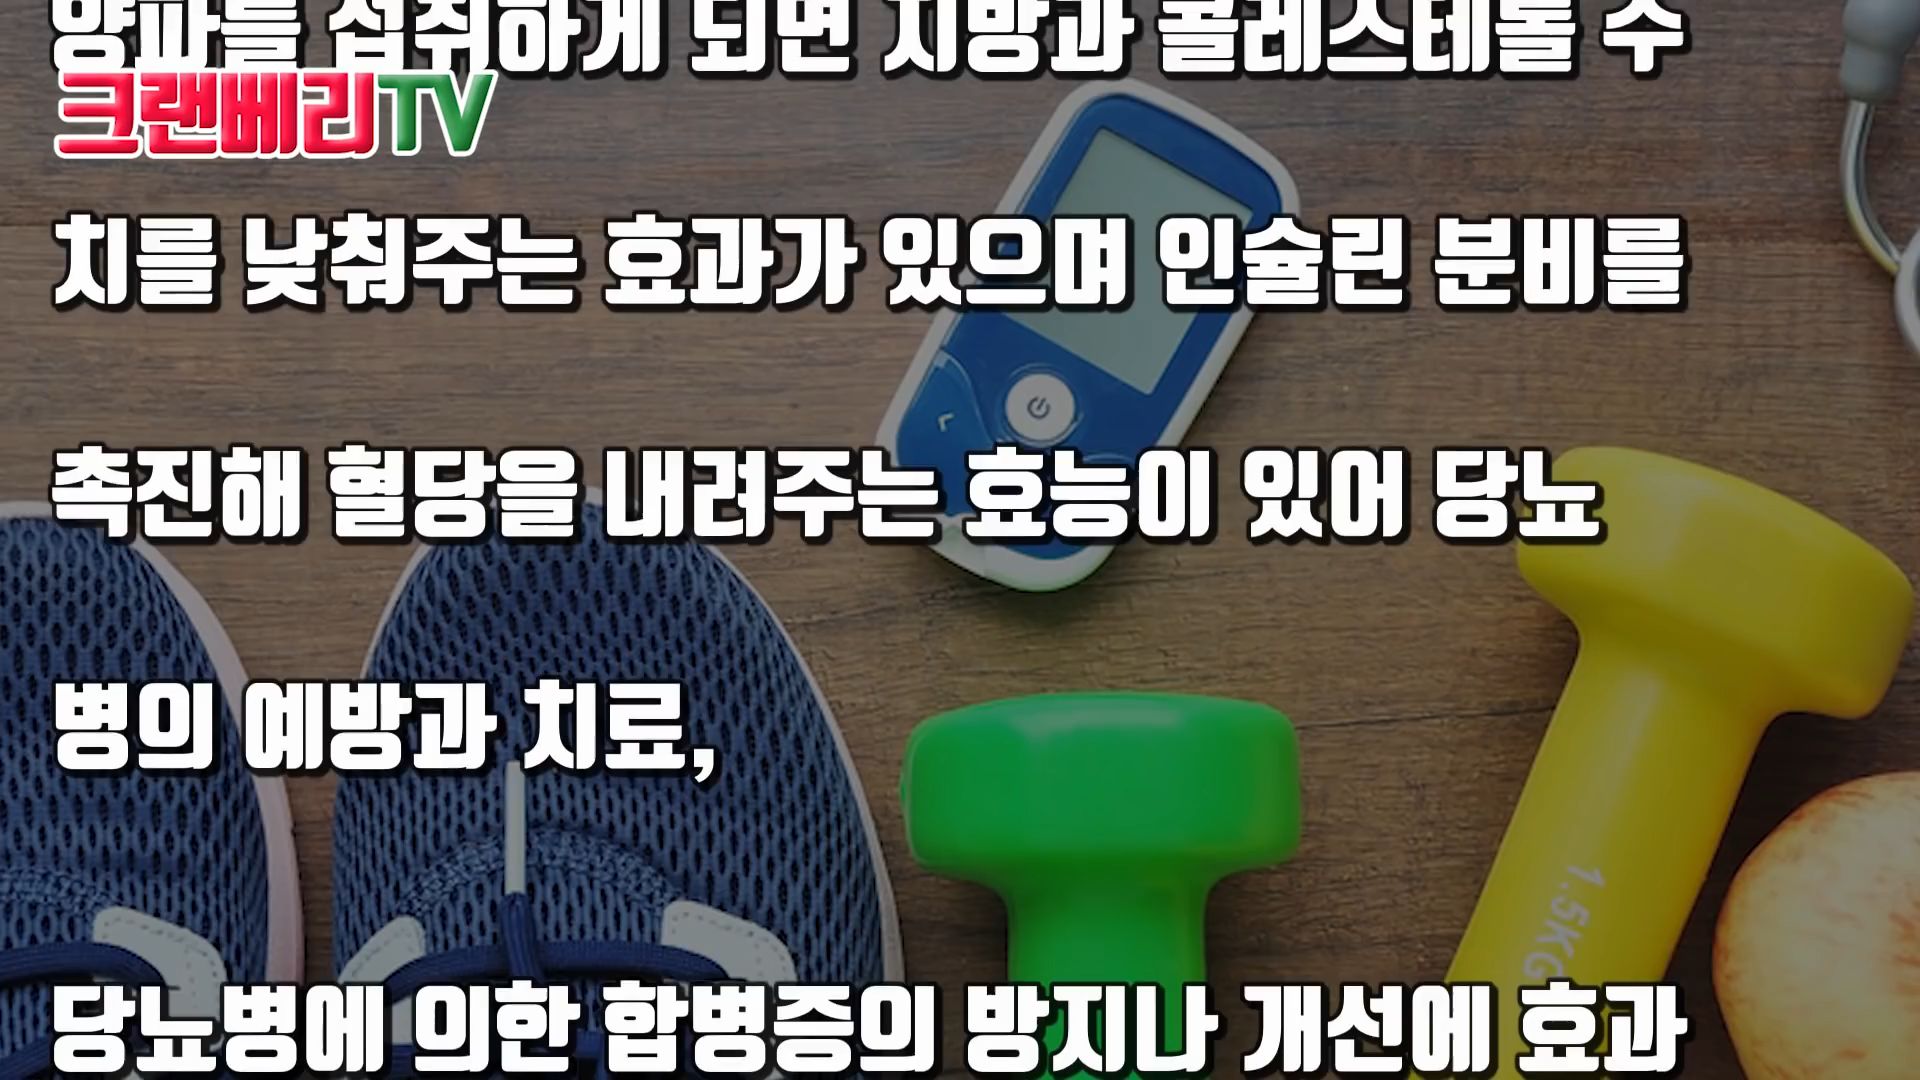 양파를 섭취하게 되면 지방과 콜레스테롤 수
크랜베리TV
치를 낮춰주는 효과가 있으며 인슐린 분비를
촉진해 혈당을 내려주는 효능이 있어 당뇨
병의 예방과 치료,
1.5KG
당뇨병에 의한 합병증의 방지나 개선에 효과